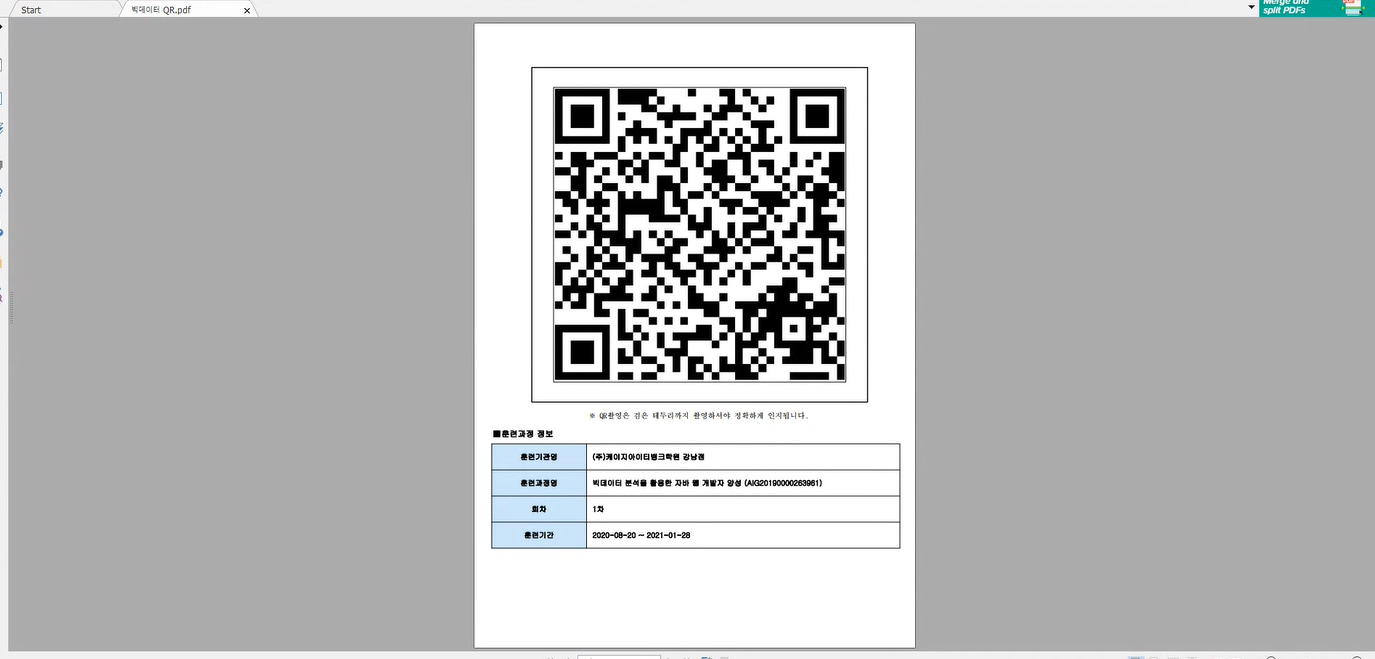 Start
빅데이터 QR.pdf
Merge and
split PDFs
※ QR촬영은 검은 테두리까지 촬영하셔야 정확하게 인지됩니다.
■훈련과정 정보
훈련기관명 (주)케이지아이티뱅크학원 강남점
훈련과정명 빅데이터 분석을 활용한 자바 웹 개발자 양성 (AIG20190000263961)
회차 1차
훈련기간 2020-08-20 ~ 2021-01-28